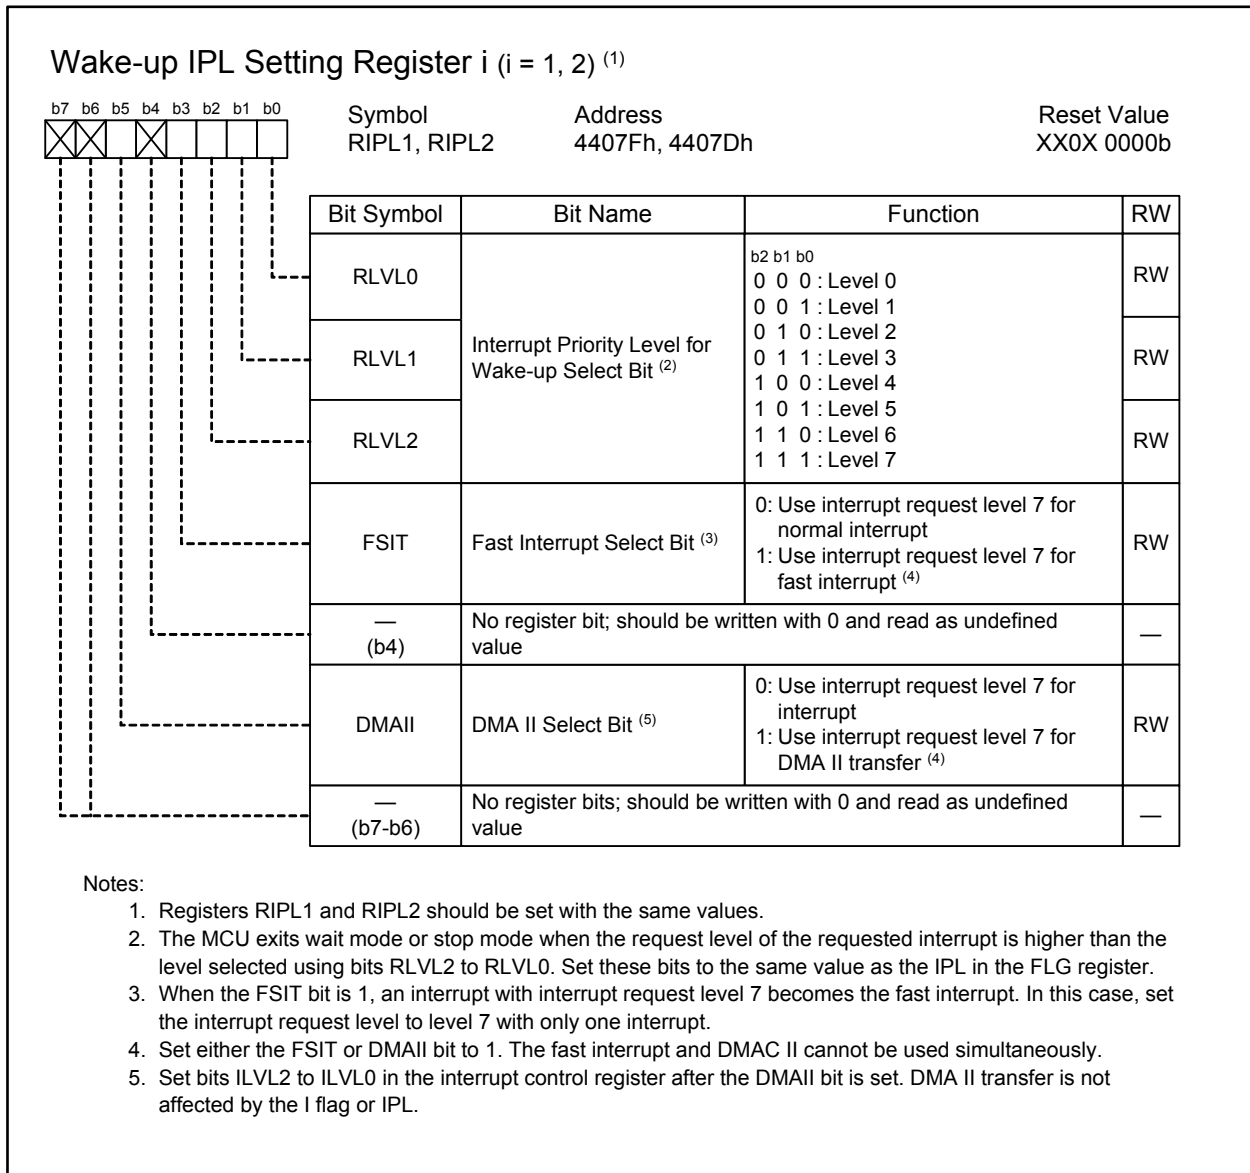 Wake-up IPL Setting Register i (i = 1, 2) (1)
b7 b6 b5 b4 b3 b2 b1 b0
Symbol Address Reset Value
RIPL1, RIPL2 4407Fh, 4407Dh XX0X 0000b
Bit Symbol Bit Name Function RW
RLVL0 RW
RLVL1 RW
RLVL2 RW
Interrupt Priority Level for
Wake-up Select Bit (2)
b2 b1 b0
0 0 0 : Level 0
0 0 1 : Level 1
0 1 0 : Level 2
0 1 1 : Level 3
1 0 0 : Level 4
1 0 1 : Level 5
1 1 0 : Level 6
1 1 1 : Level 7
FSIT Fast Interrupt Select Bit (3) RW
0: Use interrupt request level 7 for
normal interrupt
1: Use interrupt request level 7 for
fast interrupt (4)
—
(b4)
No register bit; should be written with 0 and read as undefined
value
—
DMAII DMA II Select Bit (5) RW
0: Use interrupt request level 7 for
interrupt
1: Use interrupt request level 7 for
DMA II transfer (4)
—
(b7-b6)
No register bits; should be written with 0 and read as undefined
value
—
Notes:
1. Registers RIPL1 and RIPL2 should be set with the same values.
2. The MCU exits wait mode or stop mode when the request level of the requested interrupt is higher than the
level selected using bits RLVL2 to RLVL0. Set these bits to the same value as the IPL in the FLG register.
3. When the FSIT bit is 1, an interrupt with interrupt request level 7 becomes the fast interrupt. In this case, set
the interrupt request level to level 7 with only one interrupt.
4. Set either the FSIT or DMAII bit to 1. The fast interrupt and DMAC II cannot be used simultaneously.
5. Set bits ILVL2 to ILVL0 in the interrupt control register after the DMAII bit is set. DMA II transfer is not
affected by the I flag or IPL.